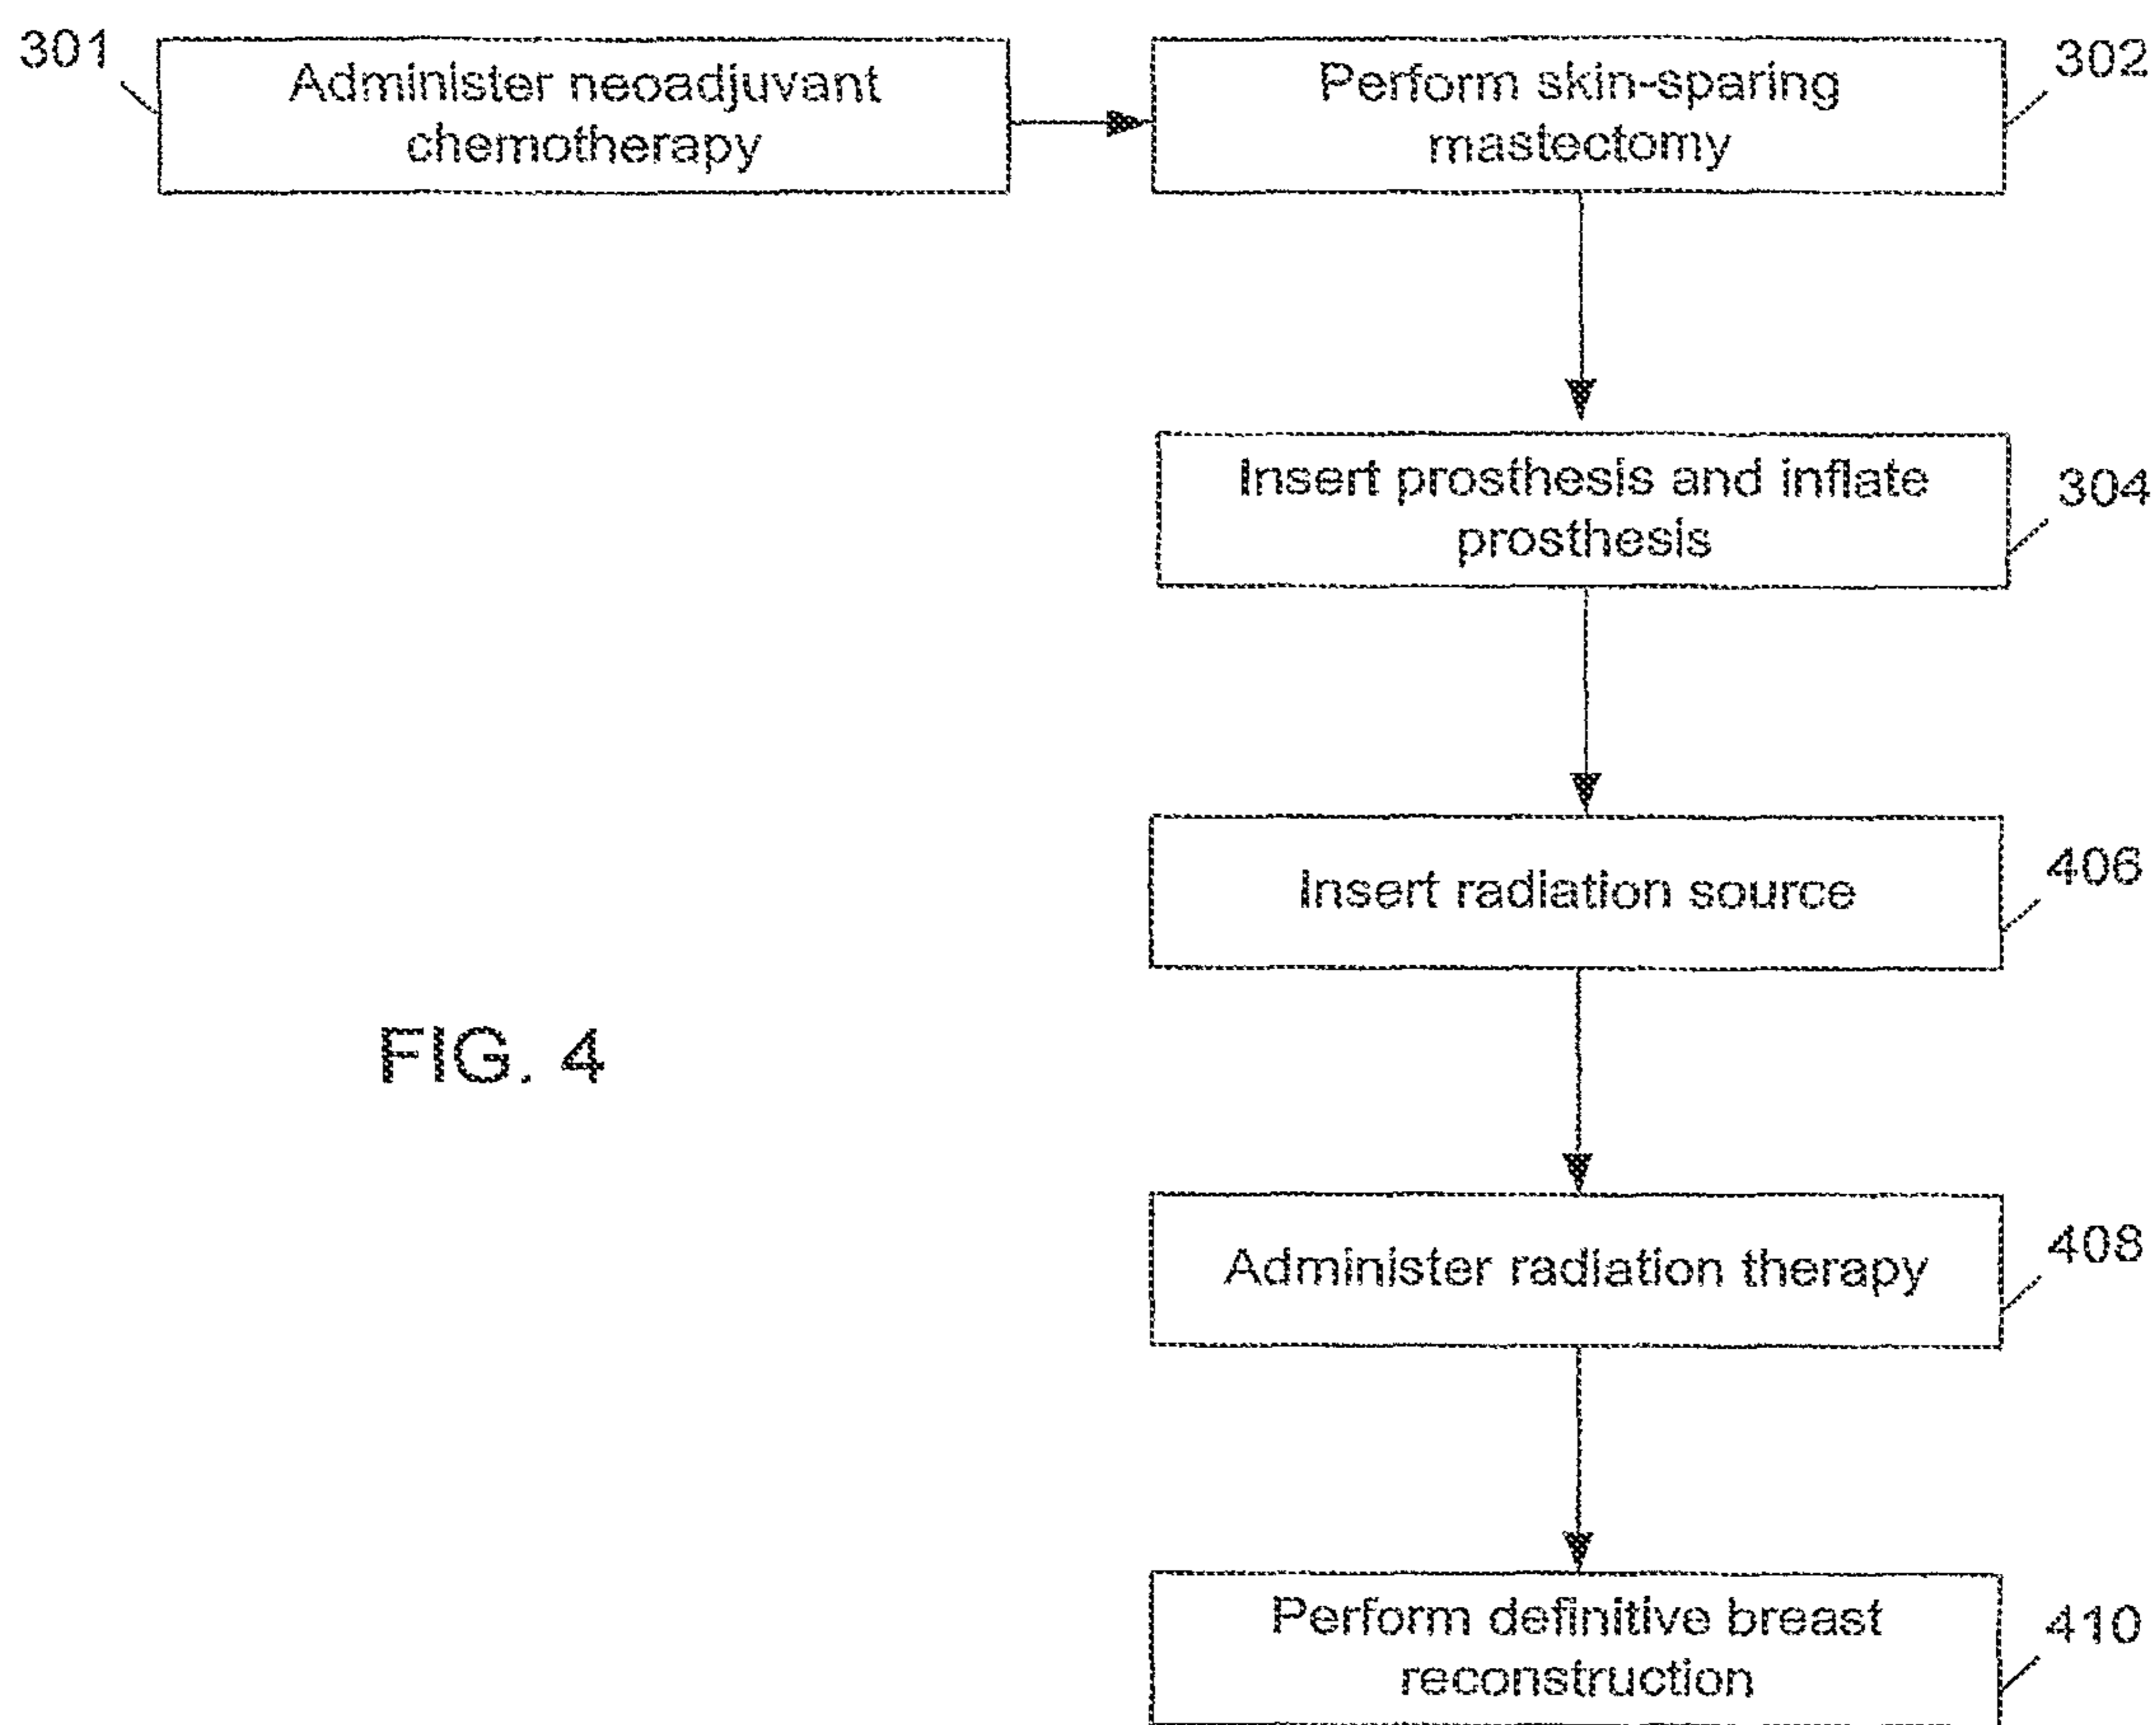 301
Administer neoadjuvant
chemotherapy
Perform skin-sparing
mastectomy
302
Insert prosthesis and inflate
prosthesis
304
Insert radiation source
406
FIG. 4
Administer radiation therapy
408
Perform definitive breast
reconstruction
410